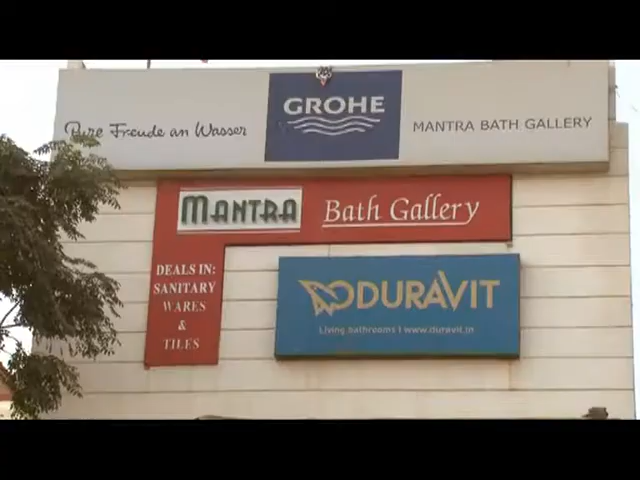 Pure Freude an Wasser
GROHE
MANTRA BATH GALLERY
MANTRA Bath Gallery
DEALS IN:
SANITARY
WARES
&
TILES
DURAVIT
Living bathrooms I www.duravit.in